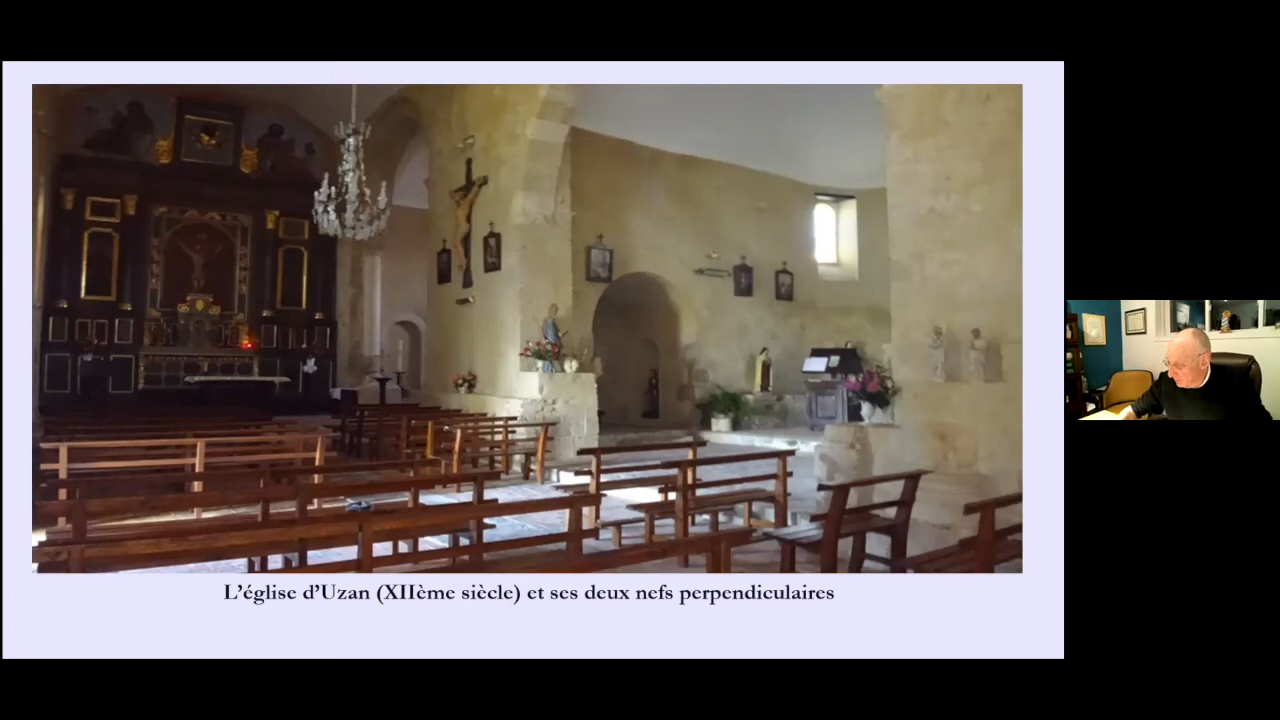 L’église d’Uzan (XIIème siècle) et ses deux nefs perpendiculaires